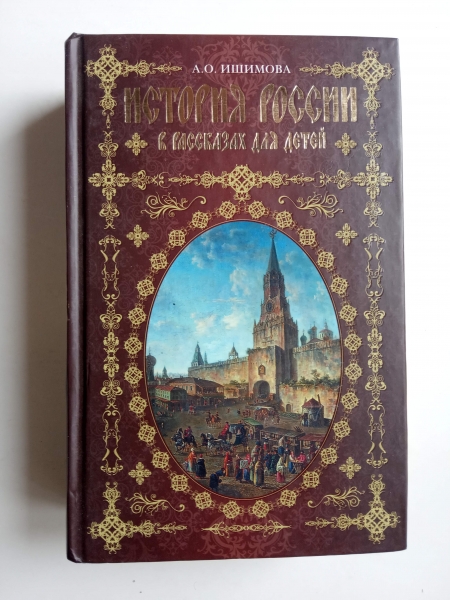 А.О. ИШИМОВА
ИСТОРИЯ РОССИИ
В РАССКАЗАХ ДЛЯ ДЕТЕЙ